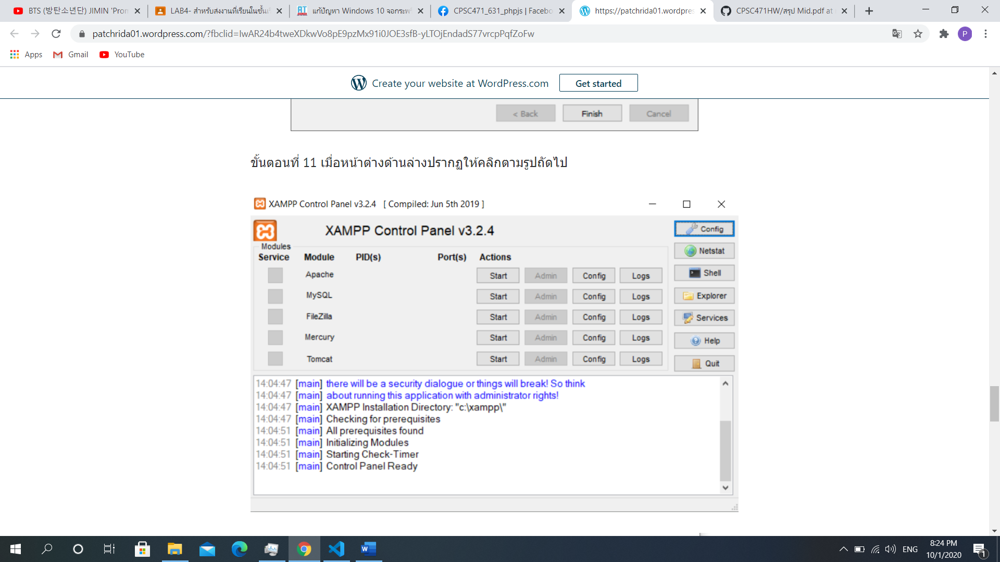 BTS (방탄소년단) JIMIN 'Prom
LAB4- สำหรับส่งงานที่เรียนในชั้นเรี
แก้ปัญหา Windows 10 จอกระพริ
CPSC471_631_phpjs | Facebo
https://patchrida01.wordpres
CPSC471HW/สรุป Mid.pdf at
patchrida01.wordpress.com/?fbclid=IwAR24b4tweXDkwVo8pE9pzMx91i0JOE3sfB-yLTOjEndadS77vrcpPqfZoFw
P
Apps Gmail YouTube
Create your website at WordPress.com Get started
< Back Finish Cancel
ขั้นตอนที่ 11 เมื่อหน้าต่างด้านล่างปรากฏให้คลิกตามรูปถัดไป
XAMPP Control Panel v3.2.4 [ Compiled: Jun 5th 2019 ]
XAMPP Control Panel v3.2.4
Config
Modules
Netstat
Service Module PID(s) Port(s) Actions
Shell
Apache Start Admin Config Logs
Explorer
MySQL Start Admin Config Logs
Services
FileZilla Start Admin Config Logs
Help
Mercury Start Admin Config Logs
Quit
Tomcat Start Admin Config Logs
14:04:47 [main] there will be a security dialogue or things will break! So think
14:04:47 [main] about running this application with administrator rights!
14:04:47 [main] XAMPP Installation Directory: "c:\xampp\"
14:04:47 [main] Checking for prerequisites
14:04:51 [main] All prerequisites found
14:04:51 [main] Initializing Modules
14:04:51 [main] Starting Check-Timer
14:04:51 [main] Control Panel Ready
ENG
8:24 PM
10/1/2020
1